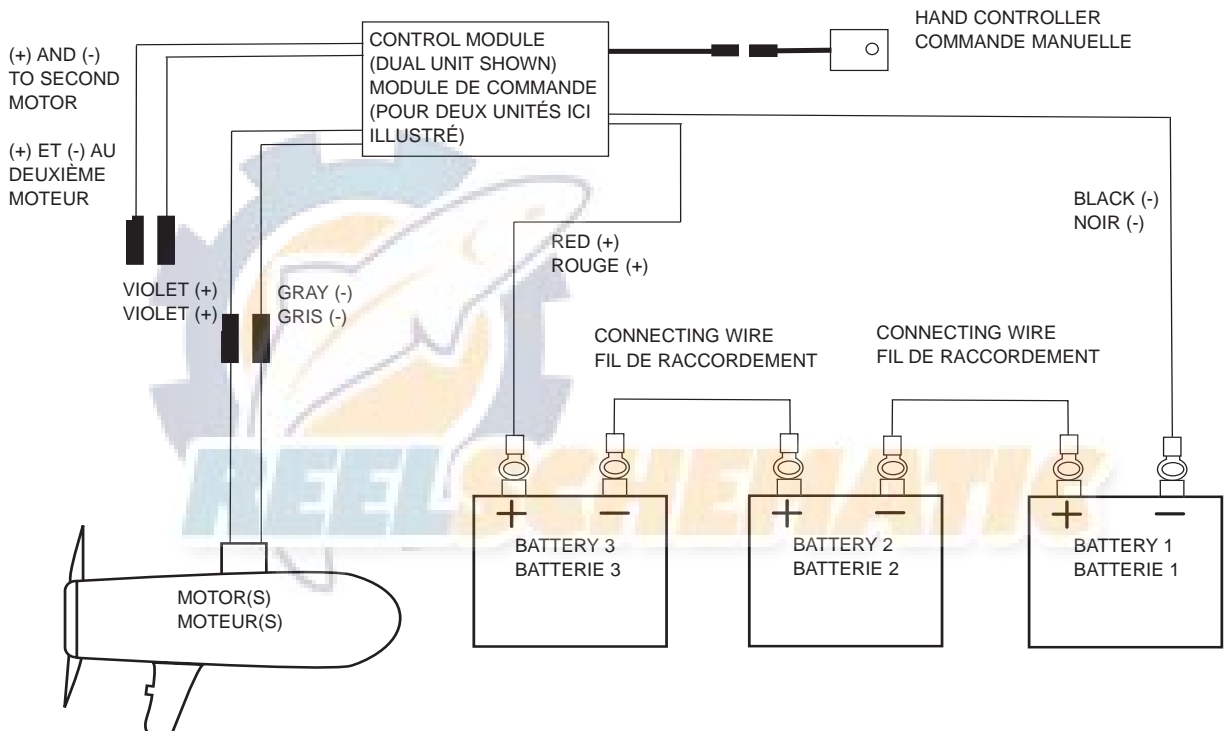 HAND CONTROLLER
COMMANDE MANUELLE
CONTROL MODULE
(DUAL UNIT SHOWN)
MODULE DE COMMANDE
(POUR DEUX UNITÉS ICI
ILLUSTRÉ)
(+) AND (-)
TO SECOND
MOTOR
(+) ET (-) AU
DEUXIÈME
MOTEUR
BLACK (-)
NOIR (-)
RED (+)
ROUGE (+)
VIOLET (+)
VIOLET (+)
GRAY (-)
GRIS (-)
CONNECTING WIRE
FIL DE RACCORDEMENT
CONNECTING WIRE
FIL DE RACCORDEMENT
REELSCHEMATIC
+ −
BATTERY 3
BATTERIE 3
+ −
BATTERY 2
BATTERIE 2
+ −
BATTERY 1
BATTERIE 1
MOTOR(S)
MOTEUR(S)